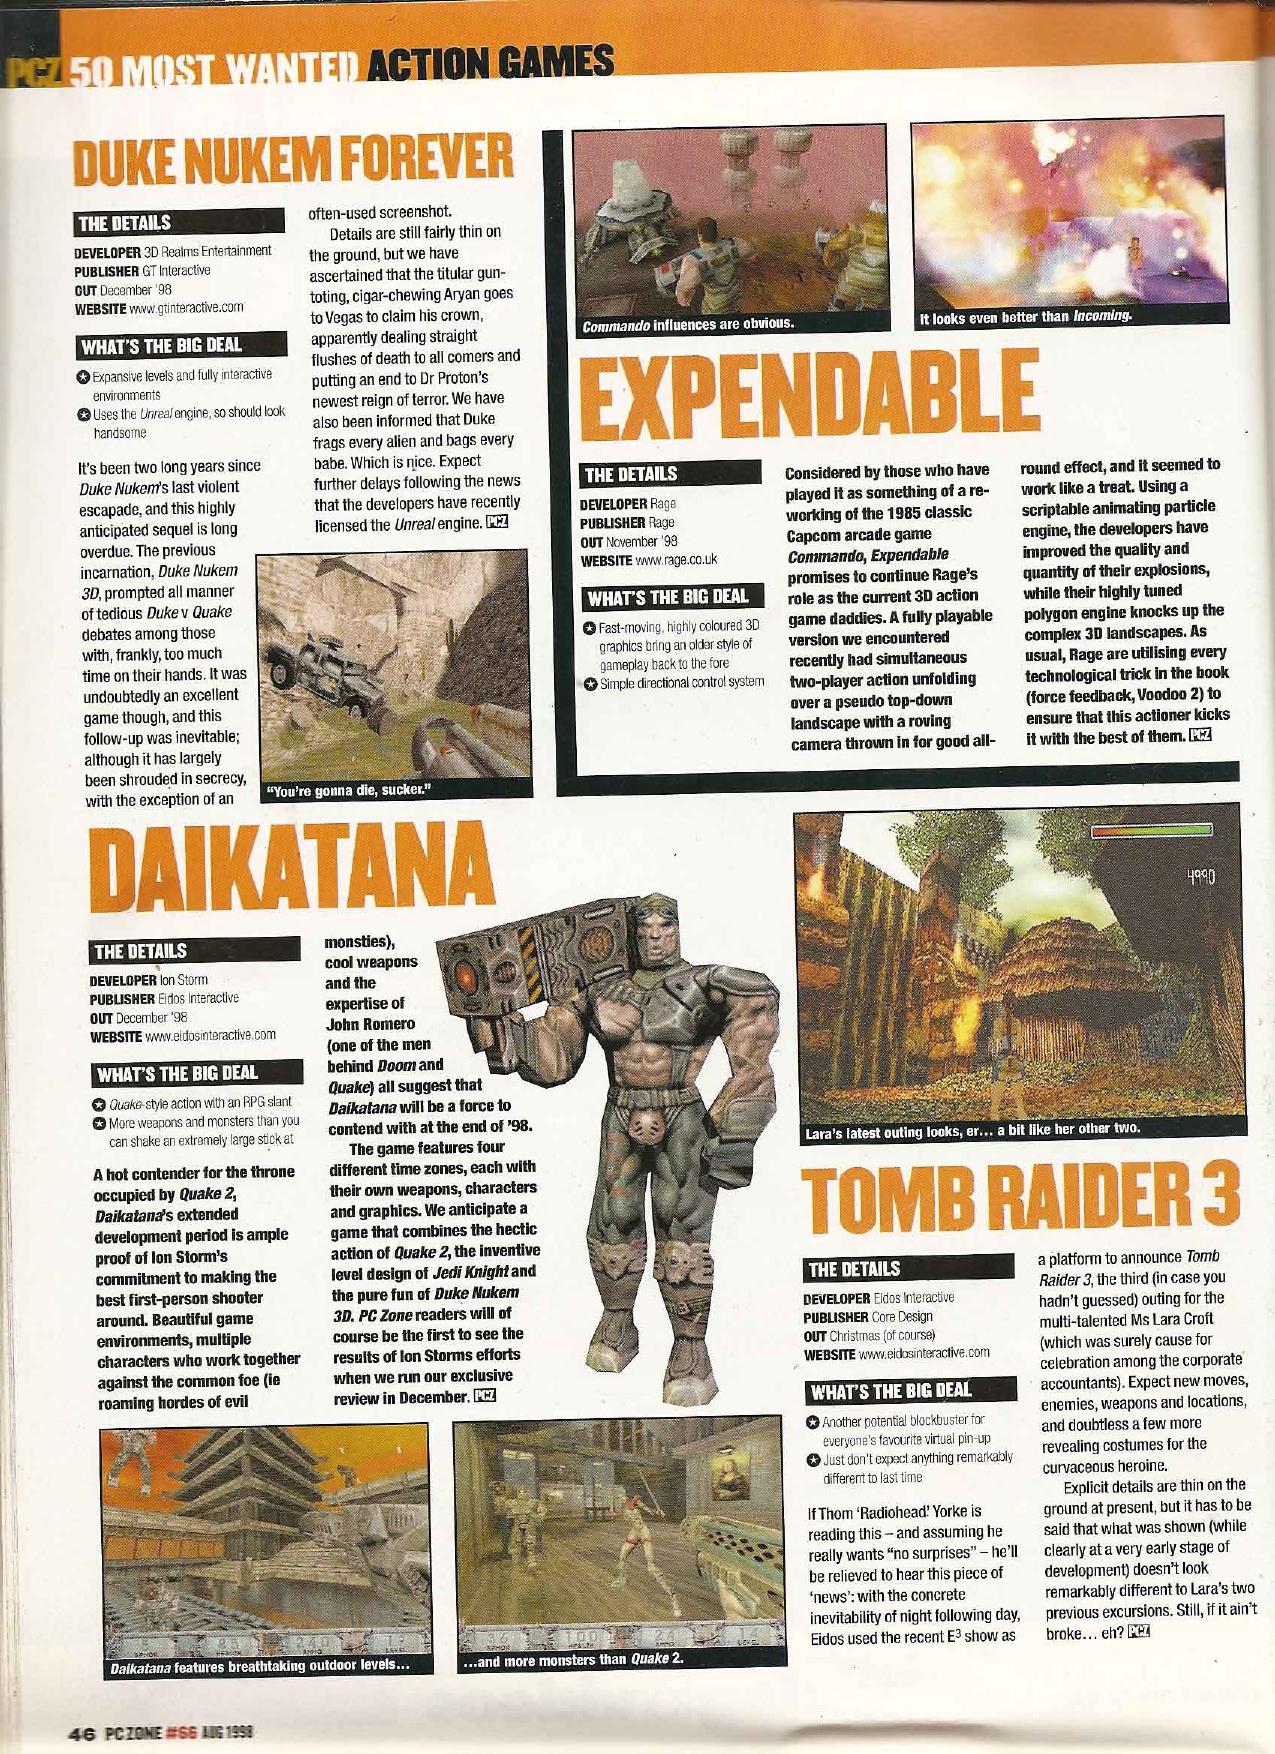 PCZ 50 MOST WANTED ACTION GAMES
DUKE NUKEM FOREVER
THE DETAILS
DEVELOPER 3D Realms Entertainment
PUBLISHER GT Interactive
OUT December '98
WEBSITE www.gtinteractive.com
WHAT'S THE BIG DEAL
Expansive levels and fully interactive
environments
Uses the Unreal engine, so should look
handsome
It's been two long years since
Duke Nukem's last violent
escapade, and this highly
anticipated sequel is long
overdue. The previous
incarnation, Duke Nukem
3D, prompted all manner
of tedious Duke v Quake
debates among those
with, frankly, too much
time on their hands. It was
undoubtedly an excellent
game though, and this
follow-up was inevitable;
although it has largely
been shrouded in secrecy,
with the exception of an
often-used screenshot.
Details are still fairly thin on
the ground, but we have
ascertained that the titular gun-
toting, cigar-chewing Aryan goes
to Vegas to claim his crown,
apparently dealing straight
flushes of death to all comers and
putting an end to Dr Proton's
newest reign of terror. We have
also been informed that Duke
frags every alien and bags every
babe. Which is nice. Expect
further delays following the news
that the developers have recently
licensed the Unreal engine. PCZ
"You're gonna die, sucker."
Commando influences are obvious.
It looks even better than Incoming.
EXPENDABLE
THE DETAILS
DEVELOPER Rage
PUBLISHER Rage
OUT November '98
WEBSITE www.rage.co.uk
WHAT'S THE BIG DEAL
Fast-moving, highly coloured 3D
graphics bring an older style of
gameplay back to the fore
Simple directional control system
Considered by those who have
played it as something of a re-
working of the 1985 classic
Capcom arcade game
Commando, Expendable
promises to continue Rage's
role as the current 3D action
game daddies. A fully playable
version we encountered
recently had simultaneous
two-player action unfolding
over a pseudo top-down
landscape with a roving
camera thrown in for good all-
round effect, and it seemed to
work like a treat. Using a
scriptable animating particle
engine, the developers have
improved the quality and
quantity of their explosions,
while their highly tuned
polygon engine knocks up the
complex 3D landscapes. As
usual, Rage are utilising every
technological trick in the book
(force feedback, Voodoo 2) to
ensure that this actioner kicks
it with the best of them. PCZ
DAIKATANA
THE DETAILS
DEVELOPER Ion Storm
PUBLISHER Eidos Interactive
OUT December '98
WEBSITE www.eidosinteractive.com
WHAT'S THE BIG DEAL
Quake-style action with an RPG slant
More weapons and monsters than you
can shake an extremely large stick at
A hot contender for the throne
occupied by Quake 2,
Daikatana's extended
development period is ample
proof of Ion Storm's
commitment to making the
best first-person shooter
around. Beautiful game
environments, multiple
characters who work together
against the common foe (ie
roaming hordes of evil
monsties),
cool weapons
and the
expertise of
John Romero
(one of the men
behind Doom and
Quake) all suggest that
Daikatana will be a force to
contend with at the end of '98.
The game features four
different time zones, each with
their own weapons, characters
and graphics. We anticipate a
game that combines the hectic
action of Quake 2, the inventive
level design of Jedi Knight and
the pure fun of Duke Nukem
3D. PC Zone readers will of
course be the first to see the
results of Ion Storms efforts
when we run our exclusive
review in December. PCZ
Daikatana features breathtaking outdoor levels...
...and more monsters than Quake 2.
4990
Lara's latest outing looks, er... a bit like her other two.
TOMB RAIDER 3
THE DETAILS
DEVELOPER Eidos Interactive
PUBLISHER Core Design
OUT Christmas (of course)
WEBSITE www.eidosinteractive.com
WHAT'S THE BIG DEAL
Another potential blockbuster for
everyone's favourite virtual pin-up
Just don't expect anything remarkably
different to last time
If Thom 'Radiohead' Yorke is
reading this – and assuming he
really wants "no surprises" – he'll
be relieved to hear this piece of
'news': with the concrete
inevitability of night following day,
Eidos used the recent E³ show as
a platform to announce Tomb
Raider 3, the third (in case you
hadn't guessed) outing for the
multi-talented Ms Lara Croft
(which was surely cause for
celebration among the corporate
accountants). Expect new moves,
enemies, weapons and locations,
and doubtless a few more
revealing costumes for the
curvaceous heroine.
Explicit details are thin on the
ground at present, but it has to be
said that what was shown (while
clearly at a very early stage of
development) doesn't look
remarkably different to Lara's two
previous excursions. Still, if it ain't
broke... eh? PCZ
46 PC ZONE #66 AUG 1998